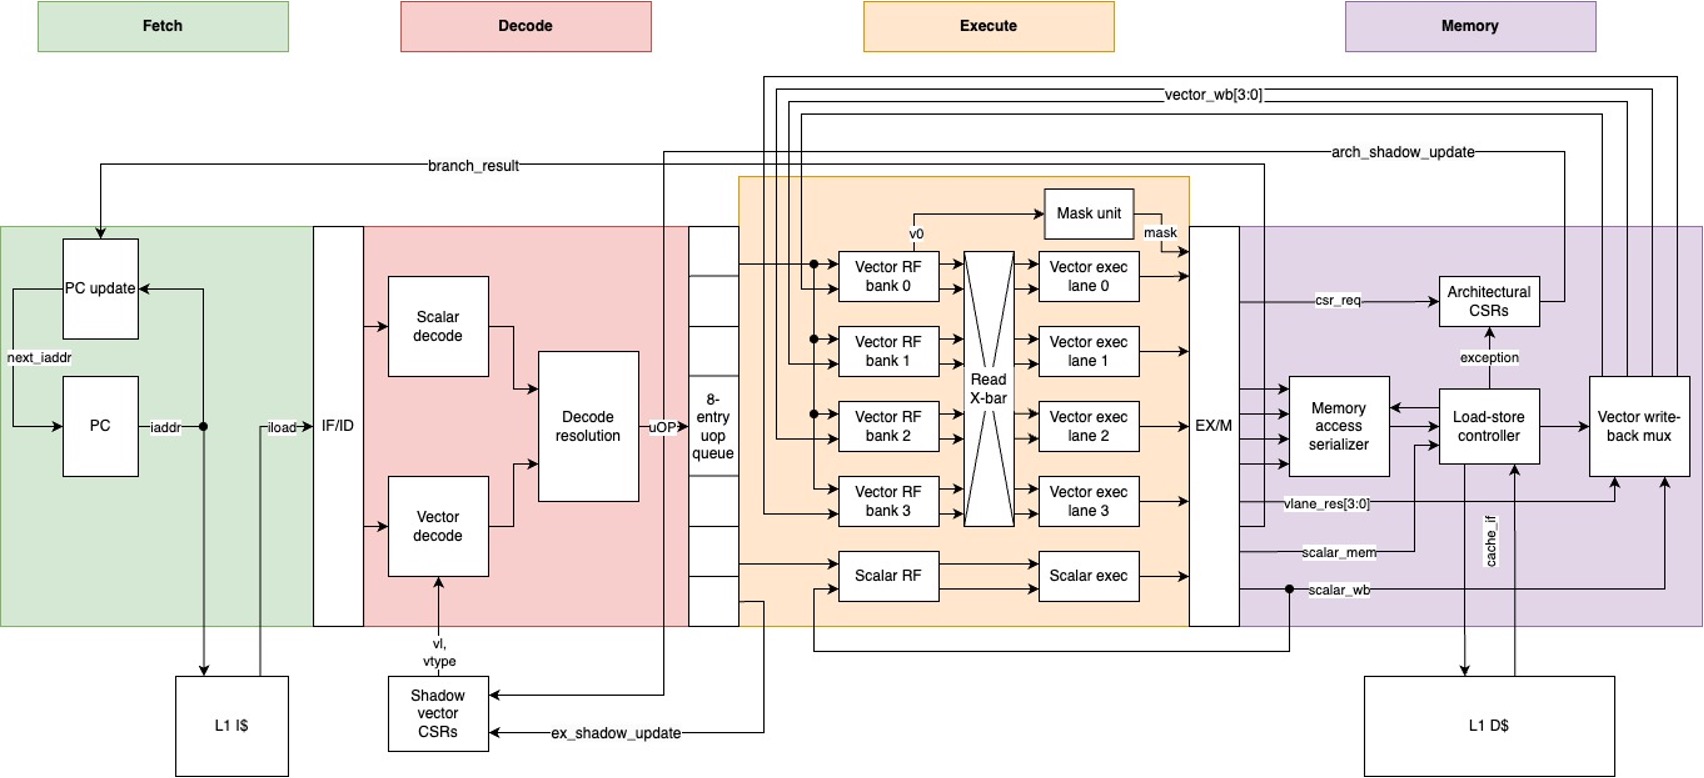 Fetch
Decode
Execute
Memory
vector_wb[3:0]
arch_shadow_update
branch_result
Mask unit
v0
mask
PC update
Vector RF
bank 0
Vector exec
lane 0
Architectural
CSRs
csr_req
Scalar
decode
next_iaddr
Vector RF
bank 1
Vector exec
lane 1
exception
Read
X-bar
PC
iaddr
iload
IF/ID
Decode
resolution
uOP
8-
entry
uop
queue
Vector RF
bank 2
Vector exec
lane 2
EX/M
Memory
access
serializer
Load-store
controller
Vector write-
back mux
Vector
decode
Vector RF
bank 3
Vector exec
lane 3
vlane_res[3:0]
cache_if
scalar_mem
Scalar RF
Scalar exec
scalar_wb
vl,
vtype
Shadow
vector
CSRs
ex_shadow_update
L1 I$
L1 D$